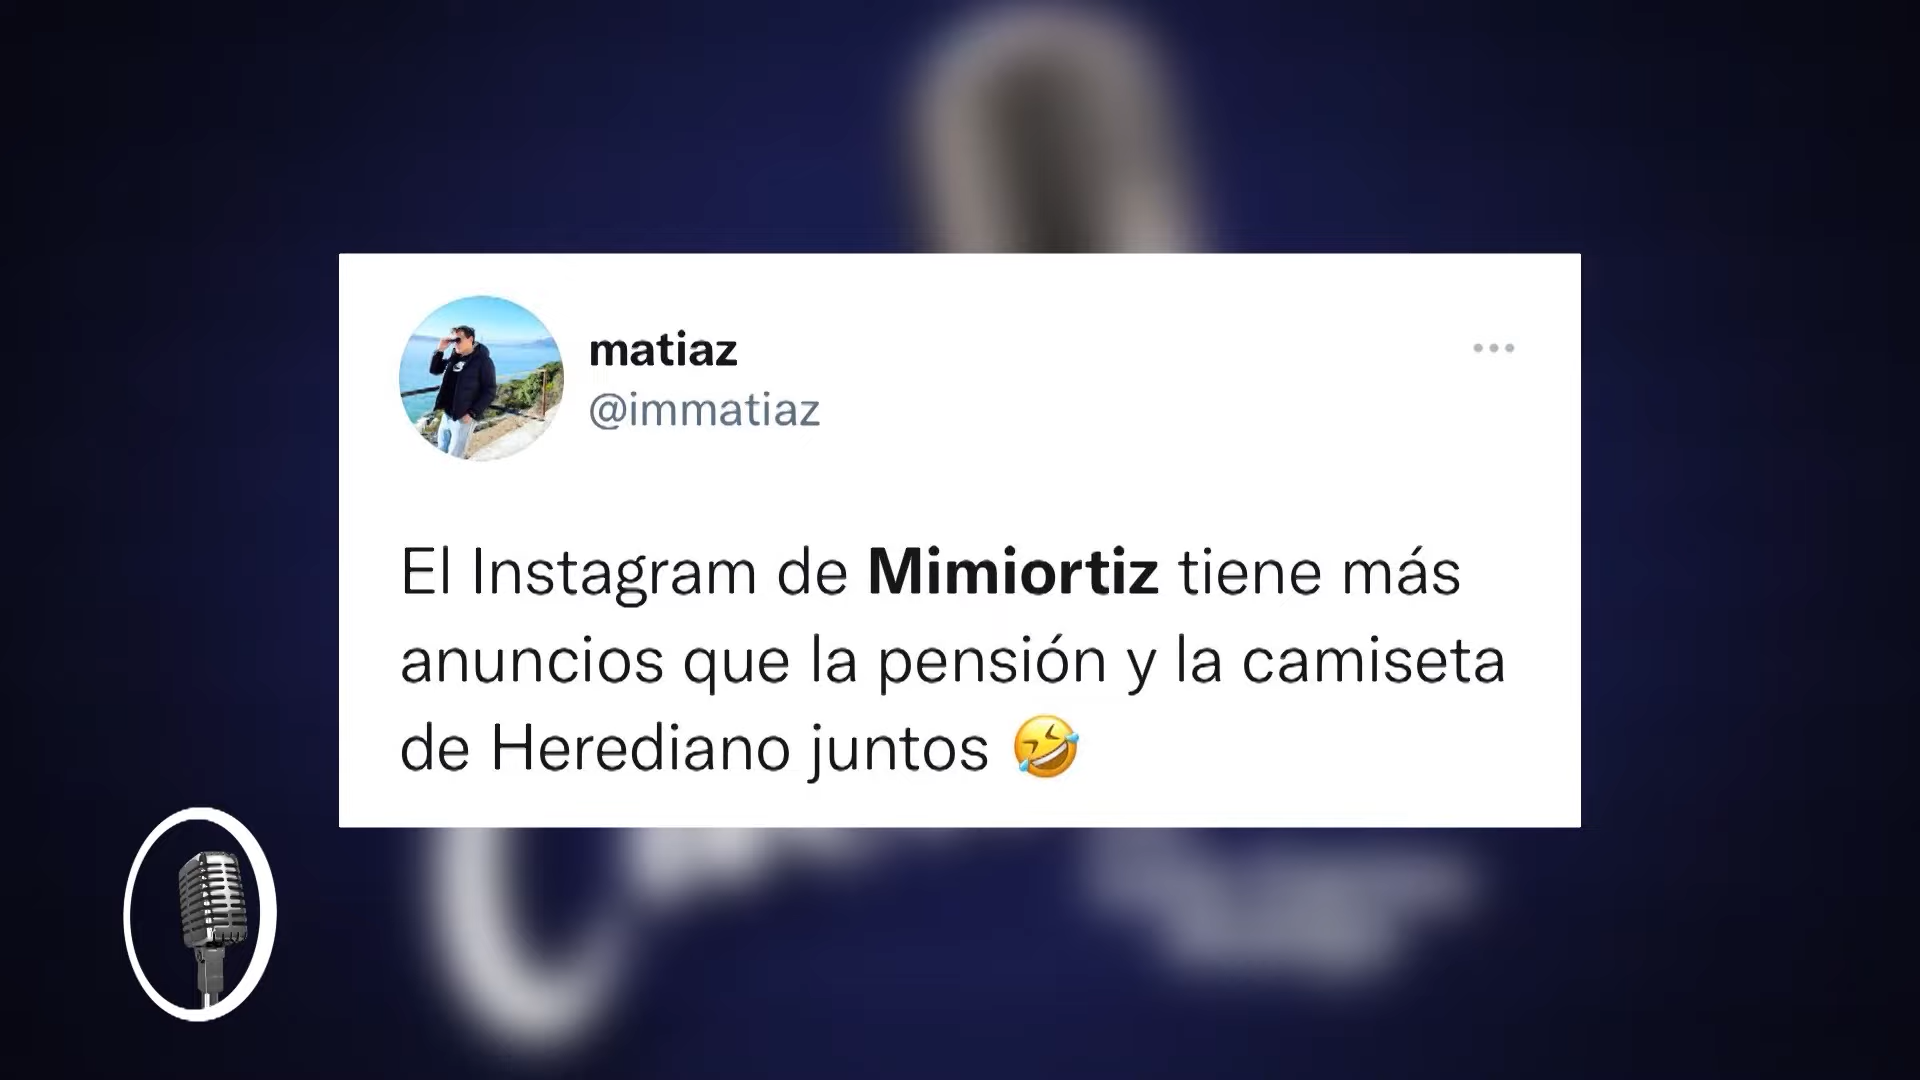 matiaz
@immatiaz
El Instagram de Mimiortiz tiene más
anuncios que la pensión y la camiseta
de Herediano juntos 🤣